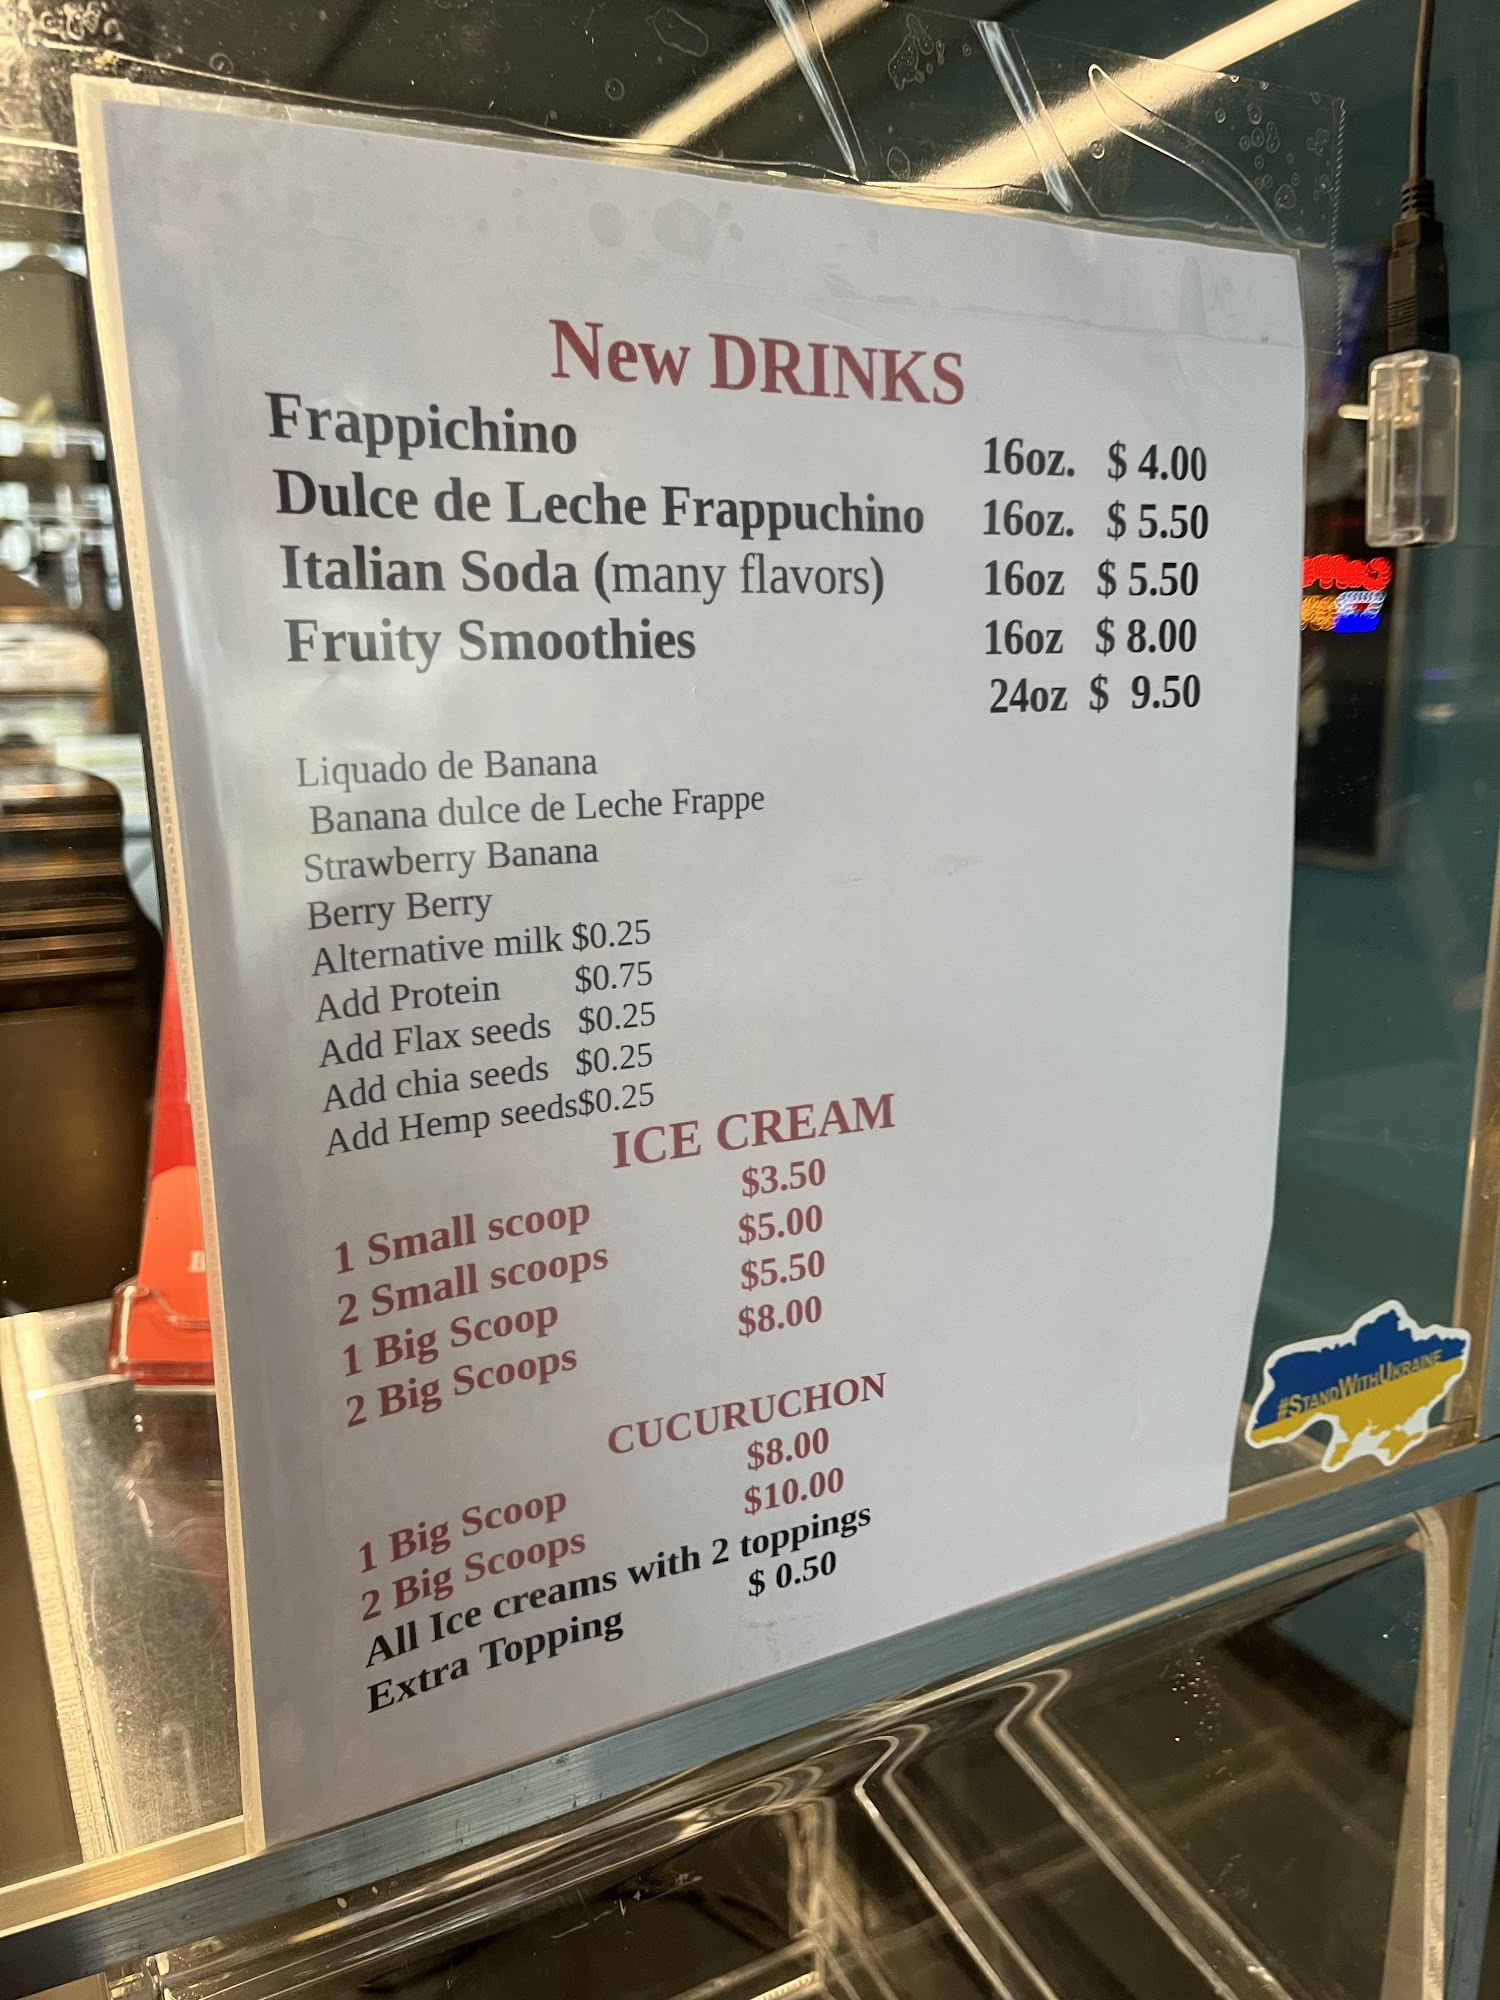 New DRINKS
Frappichino 16oz. $ 4.00
Dulce de Leche Frappuchino 16oz. $ 5.50
Italian Soda (many flavors) 16oz $ 5.50
Fruity Smoothies 16oz $ 8.00
24oz $ 9.50
Liquado de Banana
Banana dulce de Leche Frappe
Strawberry Banana
Berry Berry
Alternative milk $0.25
Add Protein $0.75
Add Flax seeds $0.25
Add chia seeds $0.25
Add Hemp seeds$0.25
ICE CREAM
1 Small scoop $3.50
2 Small scoops $5.00
1 Big Scoop $5.50
2 Big Scoops $8.00
CUCURUCHON
1 Big Scoop $8.00
2 Big Scoops $10.00
All Ice creams with 2 toppings
Extra Topping $ 0.50
#STANDWITHUKRAINE